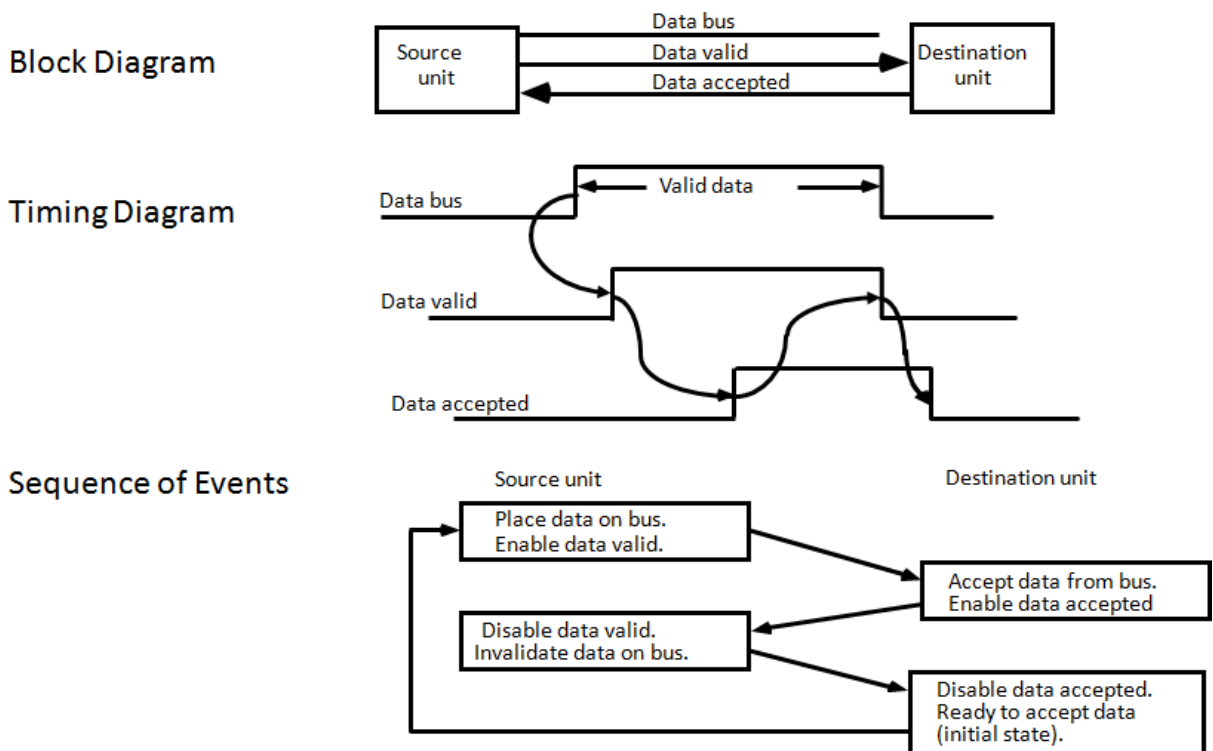 Block Diagram
Source
unit
Data bus
Data valid
Data accepted
Destination
unit
Timing Diagram
Data bus
Valid data
Data valid
Data accepted
Sequence of Events
Source unit
Destination unit
Place data on bus.
Enable data valid.
Accept data from bus.
Enable data accepted
Disable data valid.
Invalidate data on bus.
Disable data accepted.
Ready to accept data
(initial state).